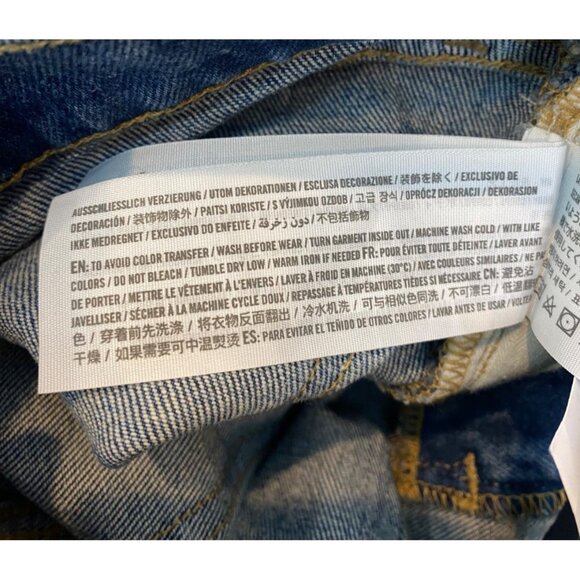 AUSSCHLIESSLICH VERZIERUNG / UTOM DEKORATIONEN / ESCLUSA DECORAZIONE / 装飾を除く / EXCLUSIVO DE
DECORACIÓN / 装饰物除外 / PAITSI KORISTE / S VÝJIMKOU OZDOB / 고급 장식 / OPRÓCZ DEKORACJI / DEKORASJON
IKKE MEDREGNET / EXCLUSIVO DO ENFEITE / دون زخرفة / 不包括飾物
EN: TO AVOID COLOR TRANSFER / WASH BEFORE WEAR / TURN GARMENT INSIDE OUT / MACHINE WASH COLD / WITH LIKE
COLORS / DO NOT BLEACH / TUMBLE DRY LOW / WARM IRON IF NEEDED FR: POUR ÉVITER TOUTE DÉTEINTE / LAVER AVANT
DE PORTER / METTRE LE VÊTEMENT À L'ENVERS / LAVER À FROID EN MACHINE (30°C) / AVEC COULEURS SIMILAIRES / NE PAS
JAVELLISER / SÉCHER À LA MACHINE CYCLE DOUX / REPASSAGE À TEMPÉRATURES TIÈDES SI NÉCESSAIRE CN: 避免沾
色 / 穿着前先洗涤 / 将衣物反面翻出 / 冷水机洗 / 可与相似色同洗 / 不可漂白 / 低温翻
干燥 / 如果需要可中温熨烫 ES: PARA EVITAR EL TEÑIDO DE OTROS COLORES / LAVAR ANTES DE USAR / VOLTE